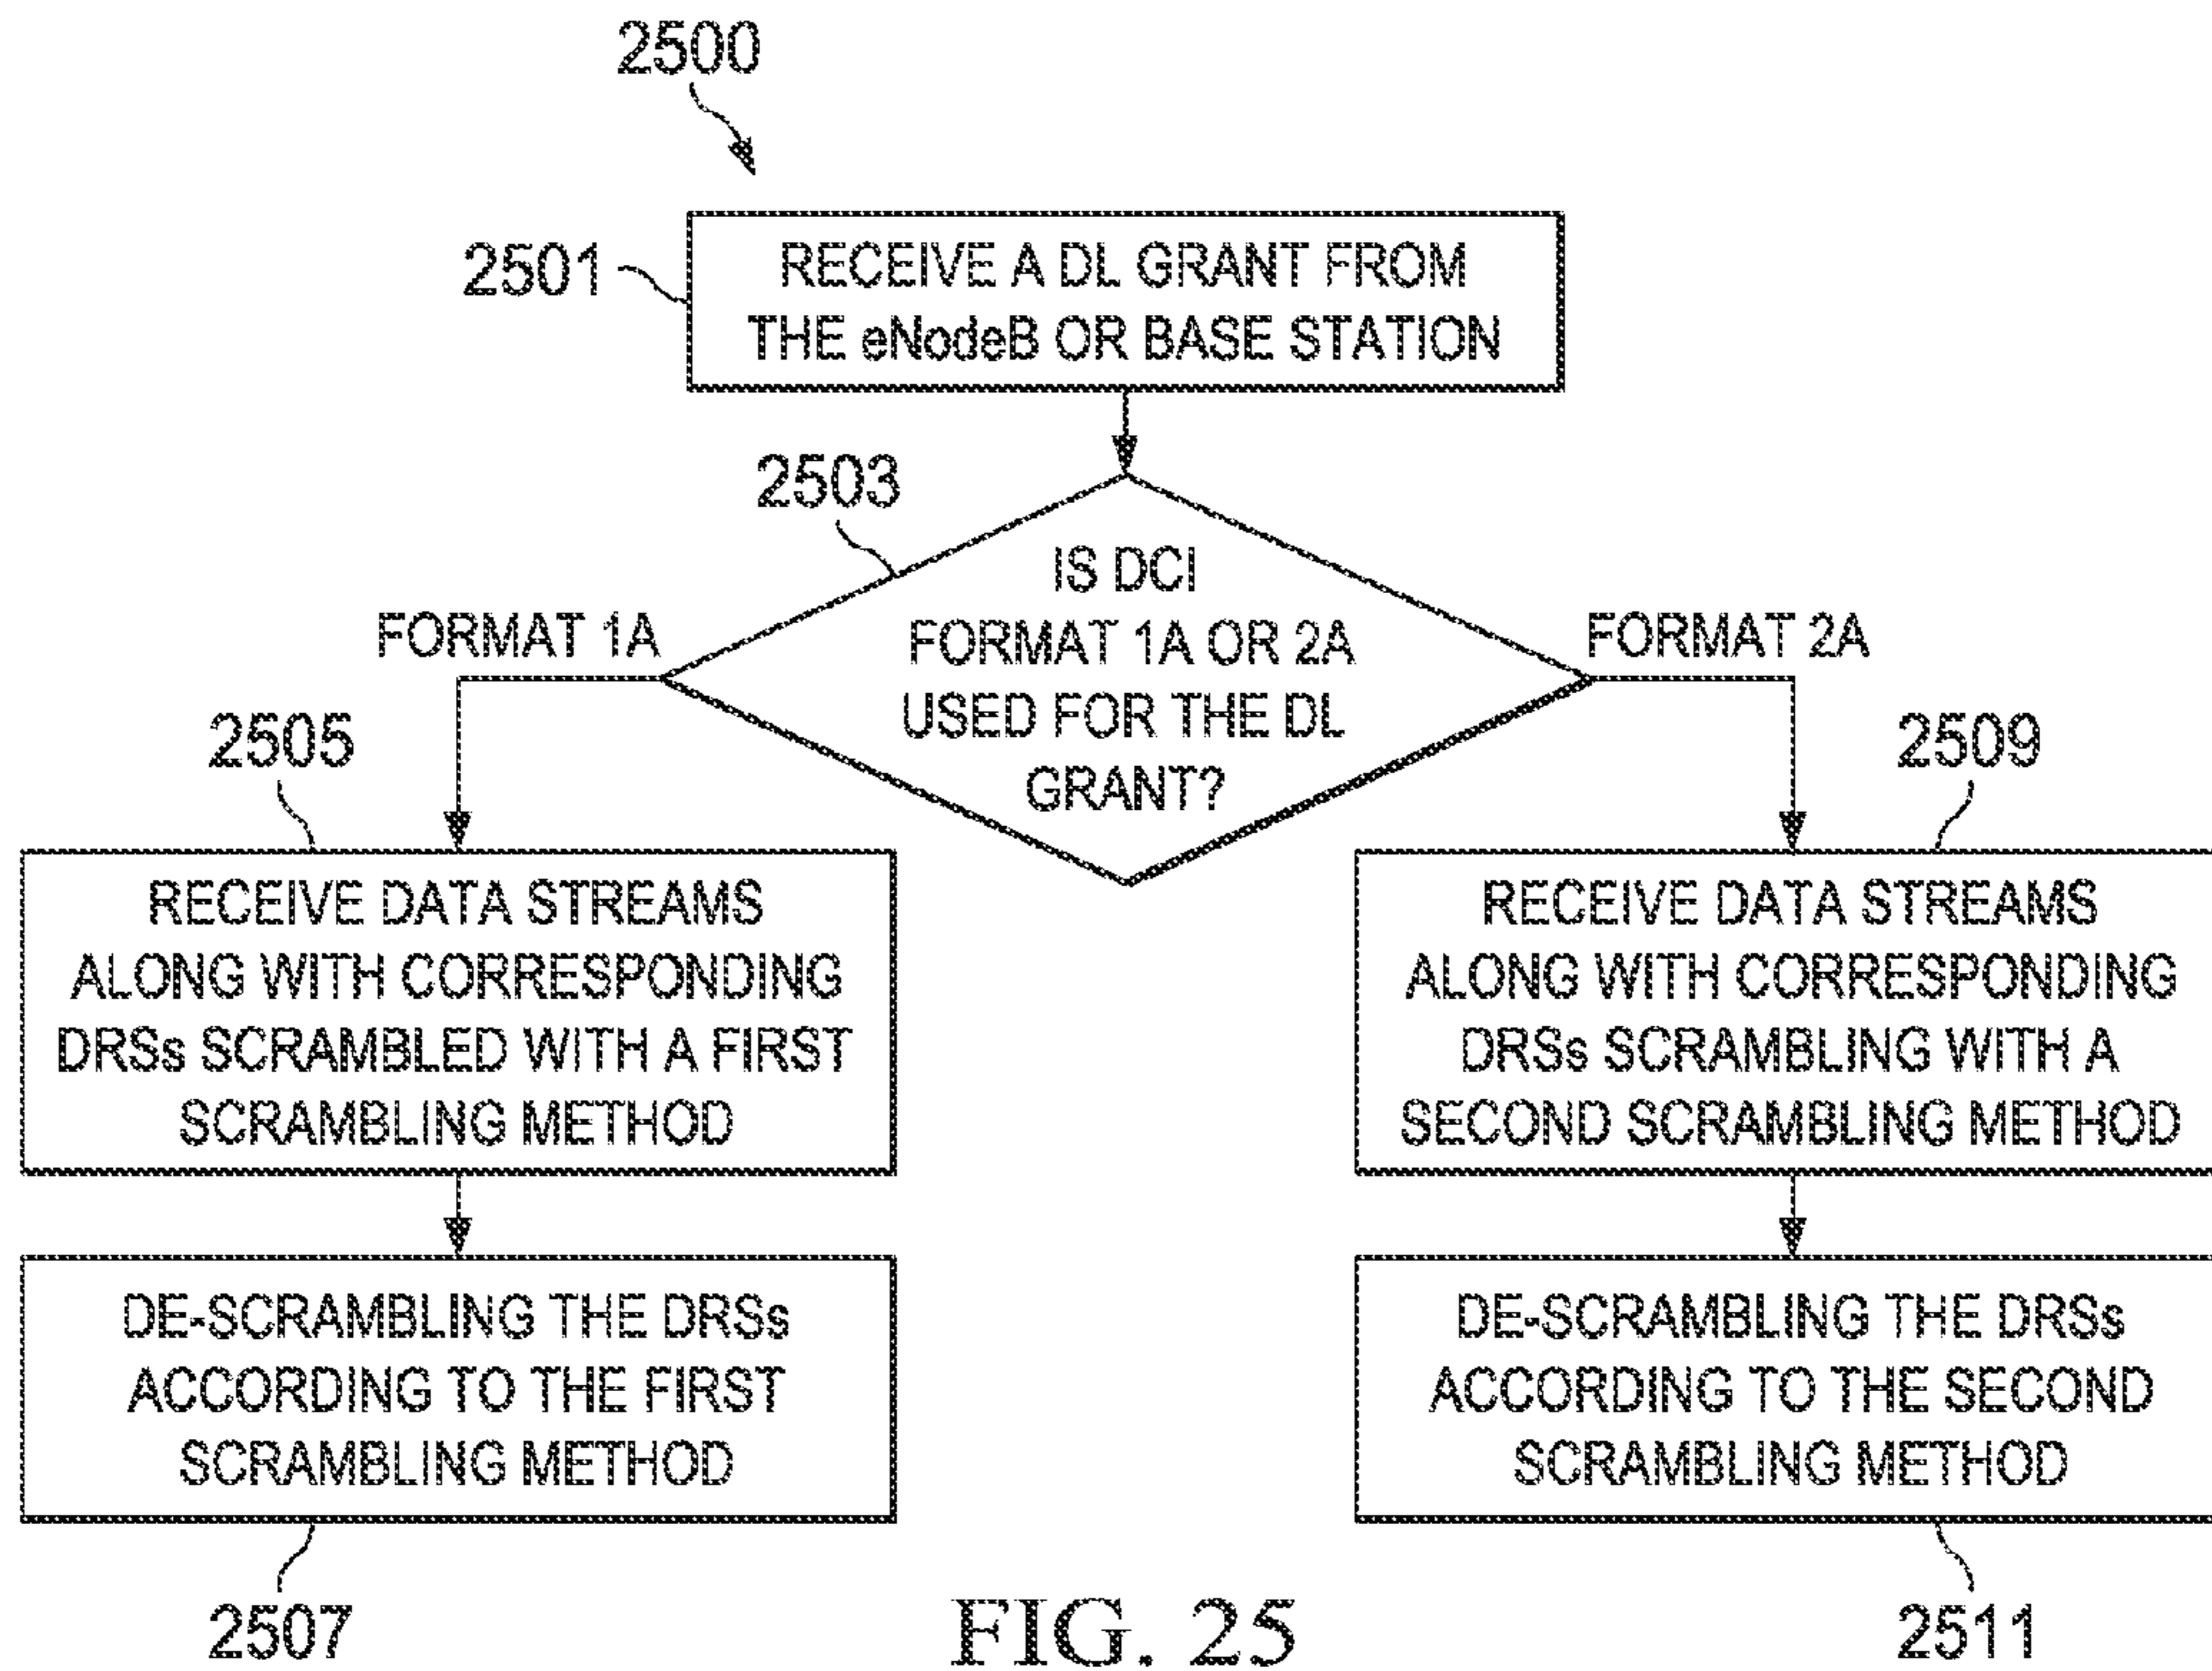 2500
2501
RECEIVE A DL GRANT FROM
THE eNodeB OR BASE STATION
2503
IS DCI
FORMAT 1A OR 2A
USED FOR THE DL
GRANT?
FORMAT 1A
FORMAT 2A
2505
RECEIVE DATA STREAMS
ALONG WITH CORRESPONDING
DRSs SCRAMBLED WITH A FIRST
SCRAMBLING METHOD
2509
RECEIVE DATA STREAMS
ALONG WITH CORRESPONDING
DRSs SCRAMBLING WITH A
SECOND SCRAMBLING METHOD
DE-SCRAMBLING THE DRSs
ACCORDING TO THE FIRST
SCRAMBLING METHOD
2507
DE-SCRAMBLING THE DRSs
ACCORDING TO THE SECOND
SCRAMBLING METHOD
2511
FIG. 25